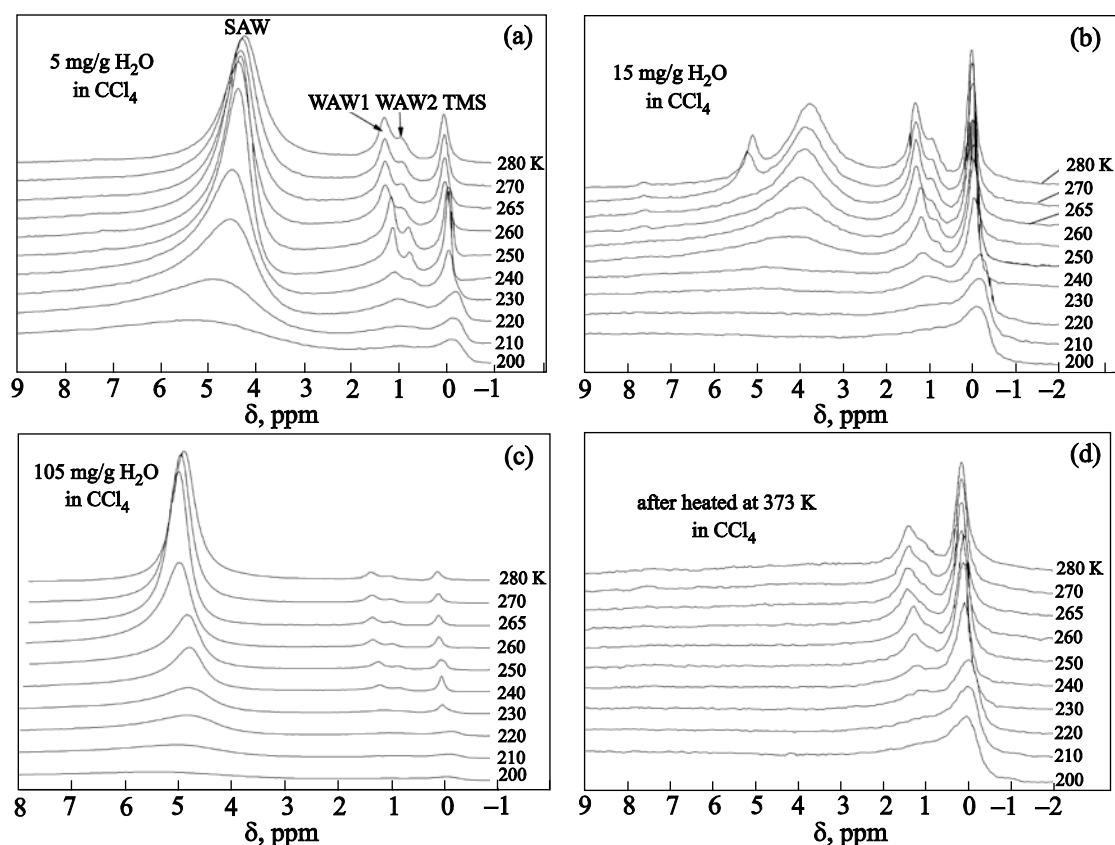 (a)
SAW
5 mg/g H₂O
in CCl₄
WAW1 WAW2 TMS
280 K
270
265
260
250
240
230
220
210
200
9 8 7 6 5 4 3 2 1 0 –1
δ, ppm
(b)
15 mg/g H₂O
in CCl₄
280 K
270
265
260
250
240
230
220
210
200
9 8 7 6 5 4 3 2 1 0 –1 –2
δ, ppm
(c)
105 mg/g H₂O
in CCl₄
280 K
270
265
260
250
240
230
220
210
200
8 7 6 5 4 3 2 1 0 –1
δ, ppm
(d)
after heated at 373 K
in CCl₄
280 K
270
265
260
250
240
230
220
210
200
9 8 7 6 5 4 3 2 1 0 –1 –2
δ, ppm